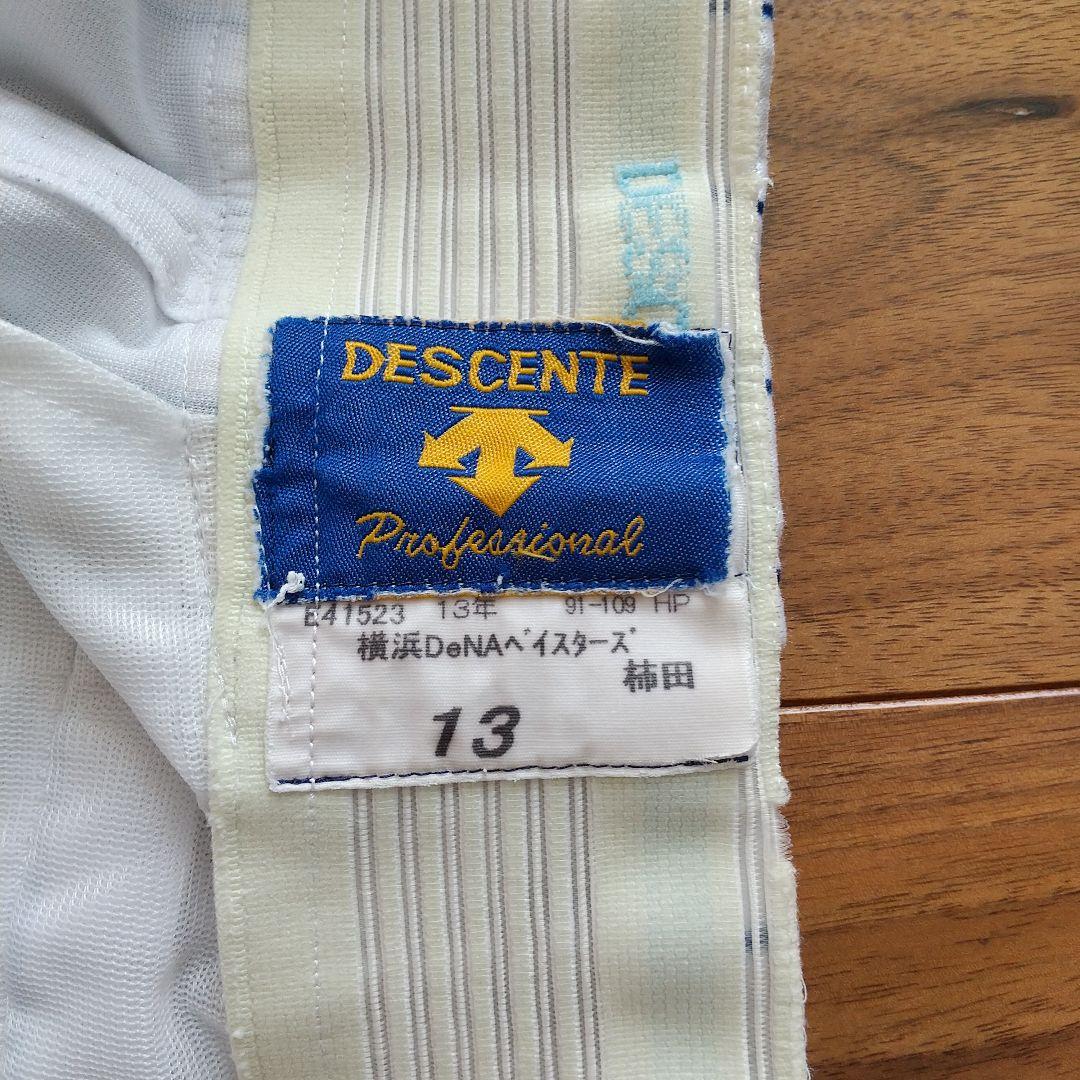 DESC
DESCENTE
Professional
E41523 13年 91-109 HP
横浜DeNAベイスターズ
柿田
13